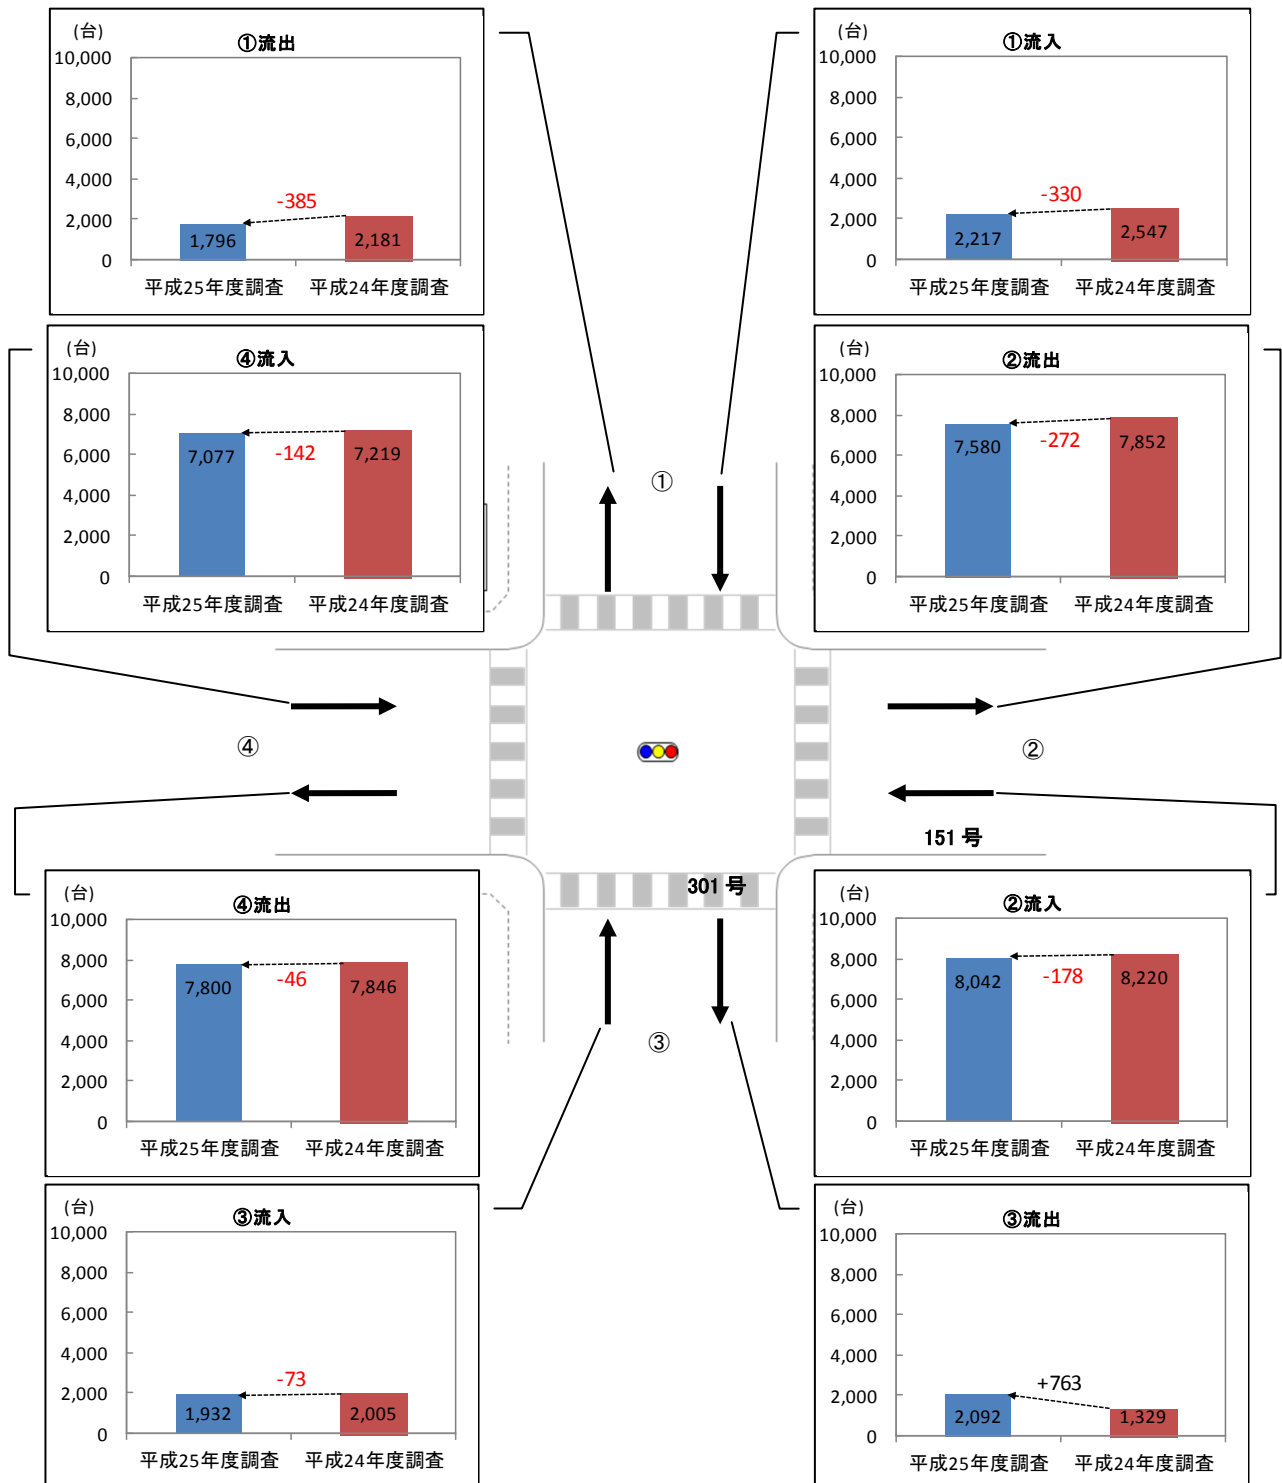 (台)
①流出
10,000
8,000
6,000
4,000
2,000
0
-385
1,796
2,181
平成25年度調査 平成24年度調査
(台)
①流入
10,000
8,000
6,000
4,000
2,000
0
-330
2,217
2,547
平成25年度調査 平成24年度調査
(台)
④流入
10,000
8,000
6,000
4,000
2,000
0
7,077
-142
7,219
平成25年度調査 平成24年度調査
(台)
②流出
10,000
8,000
6,000
4,000
2,000
0
7,580
-272
7,852
平成25年度調査 平成24年度調査
①
④
②
151 号
301 号
③
(台)
④流出
10,000
8,000
6,000
4,000
2,000
0
7,800
-46
7,846
平成25年度調査 平成24年度調査
(台)
②流入
10,000
8,000
6,000
4,000
2,000
0
8,042
-178
8,220
平成25年度調査 平成24年度調査
(台)
③流入
10,000
8,000
6,000
4,000
2,000
0
-73
1,932
2,005
平成25年度調査 平成24年度調査
(台)
③流出
10,000
8,000
6,000
4,000
2,000
0
+763
2,092
1,329
平成25年度調査 平成24年度調査